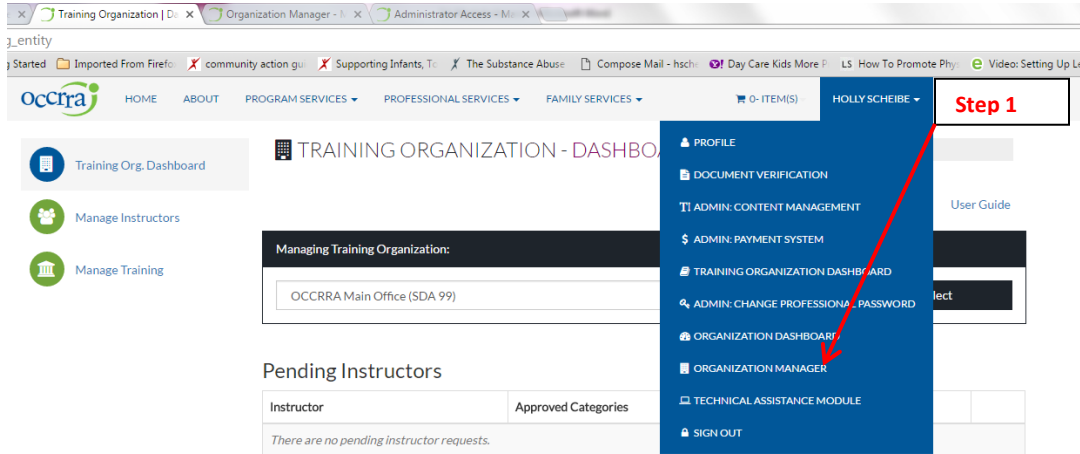 Training Organization | Da
Organization Manager - N
Administrator Access - Ma
g_entity
Started
Imported From Firefo
community action gui
Supporting Infants, To
The Substance Abuse
Compose Mail - hsche
Day Care Kids More P
LS How To Promote Phy
Video: Setting Up Le
occrra
HOME
ABOUT
PROGRAM SERVICES
PROFESSIONAL SERVICES
FAMILY SERVICES
0- ITEM(S)
HOLLY SCHEIBE
Step 1
Training Org. Dashboard
Manage Instructors
Manage Training
TRAINING ORGANIZATION - DASHBOA
User Guide
PROFILE
DOCUMENT VERIFICATION
ADMIN: CONTENT MANAGEMENT
ADMIN: PAYMENT SYSTEM
TRAINING ORGANIZATION DASHBOARD
ADMIN: CHANGE PROFESSIONAL PASSWORD
ORGANIZATION DASHBOARD
ORGANIZATION MANAGER
TECHNICAL ASSISTANCE MODULE
SIGN OUT
Managing Training Organization:
OCCRRA Main Office (SDA 99)
lect
Pending Instructors
Instructor
Approved Categories
There are no pending instructor requests.